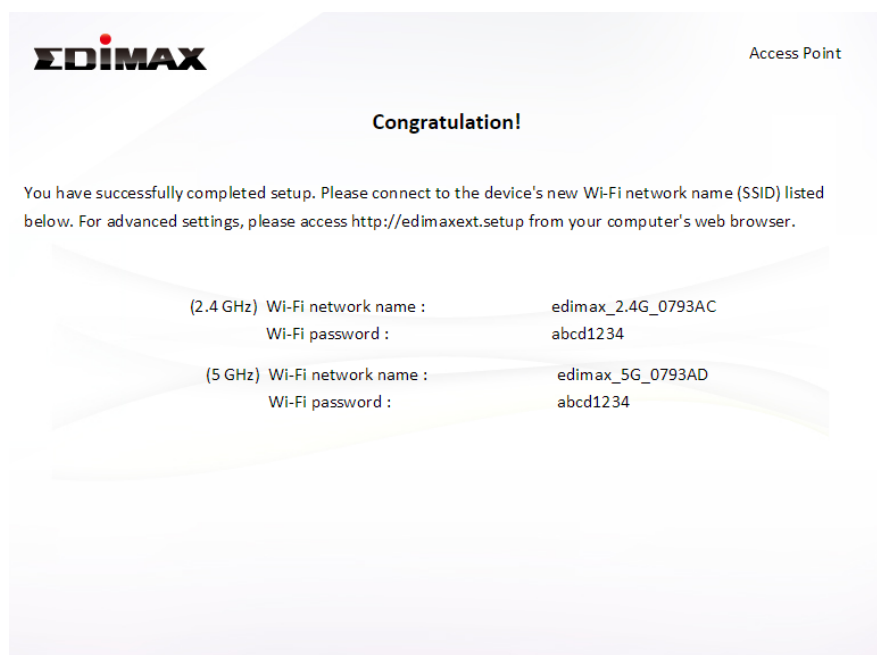 EDIMAX
Access Point
Congratulation!
You have successfully completed setup. Please connect to the device's new Wi-Fi network name (SSID) listed
below. For advanced settings, please access http://edimaxext.setup from your computer's web browser.
(2.4 GHz) Wi-Fi network name : edimax_2.4G_0793AC
Wi-Fi password : abcd1234
(5 GHz) Wi-Fi network name : edimax_5G_0793AD
Wi-Fi password : abcd1234